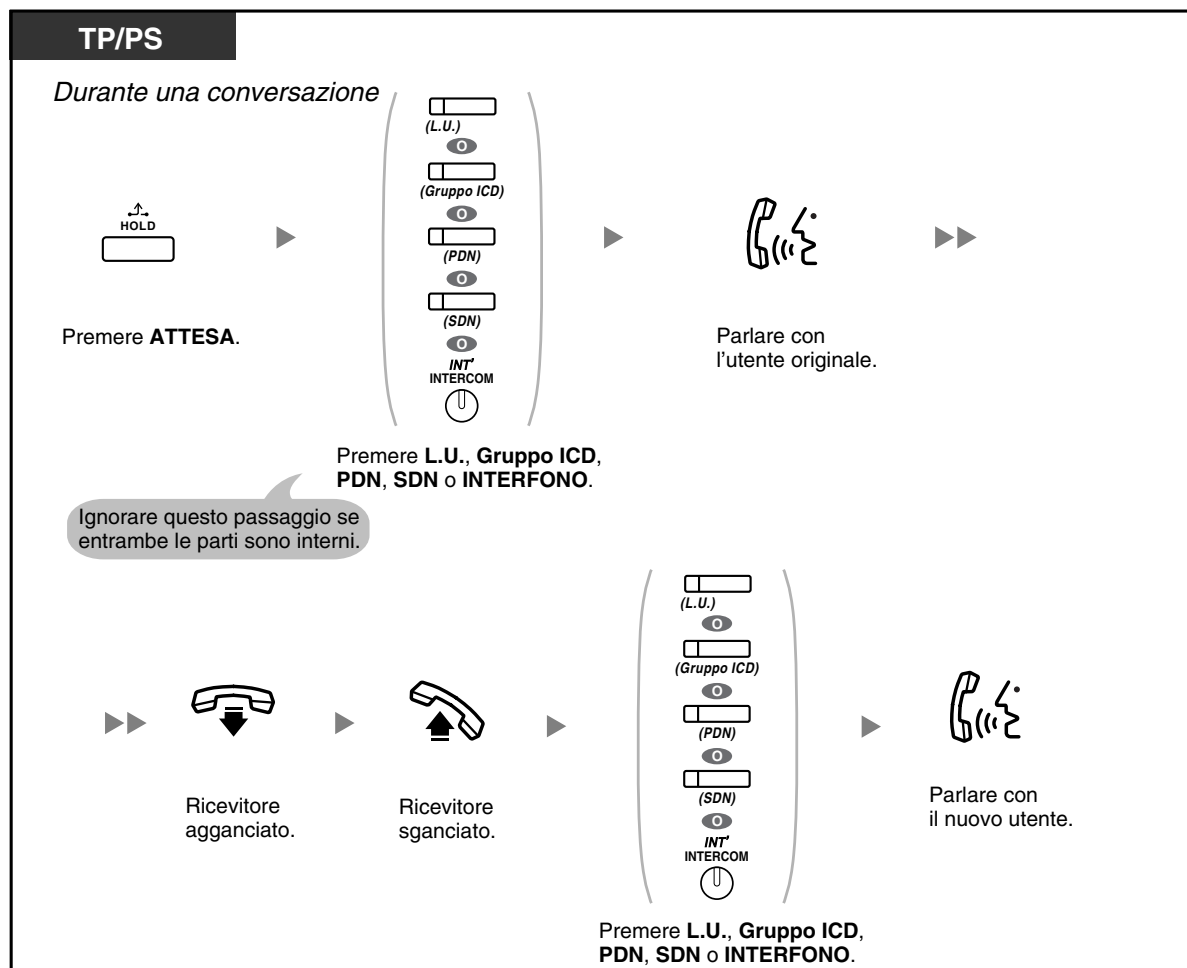 TP/PS
Durante una conversazione
(L.U.)
O
(Gruppo ICD)
O
(PDN)
O
(SDN)
O
INT'
INTERCOM
HOLD
Premere ATTESA.
Premere L.U., Gruppo ICD,
PDN, SDN o INTERFONO.
Parlare con
l'utente originale.
Ignorare questo passaggio se
entrambe le parti sono interni.
Ricevitore
agganciato.
Ricevitore
sganciato.
(L.U.)
O
(Gruppo ICD)
O
(PDN)
O
(SDN)
O
INT'
INTERCOM
Premere L.U., Gruppo ICD,
PDN, SDN o INTERFONO.
Parlare con
il nuovo utente.